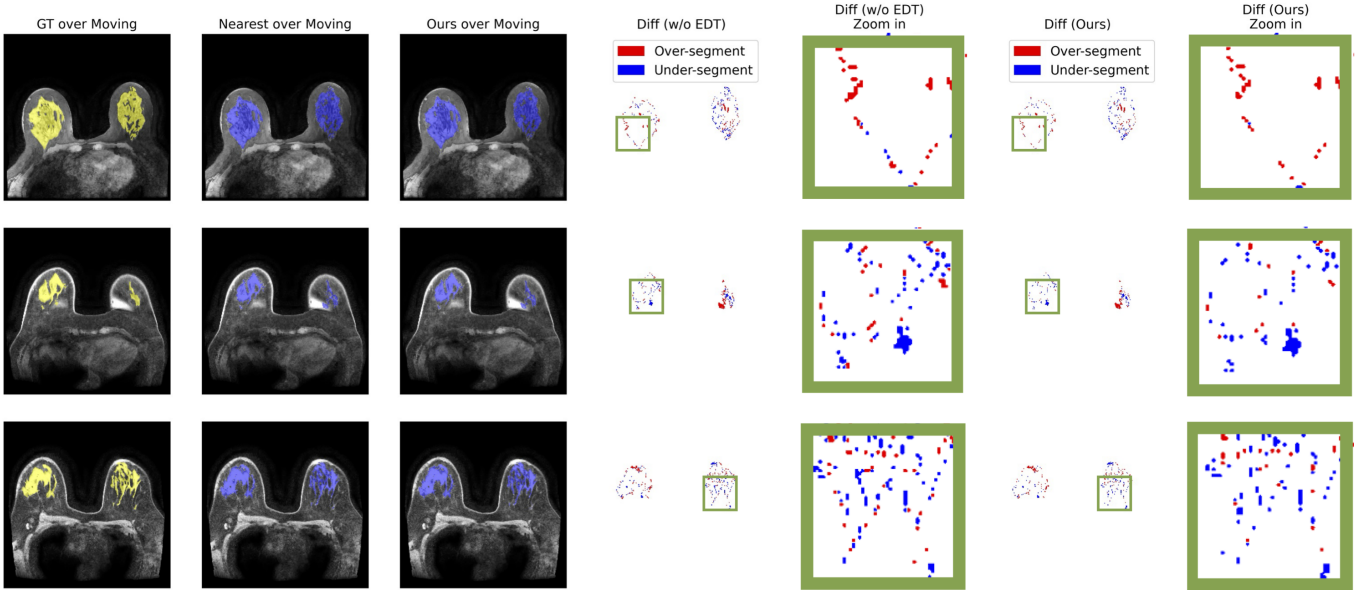 GT over Moving
Nearest over Moving
Ours over Moving
Diff (w/o EDT)
Diff (w/o EDT)
Zoom in
Diff (Ours)
Diff (Ours)
Zoom in
Over-segment
Under-segment
Over-segment
Under-segment